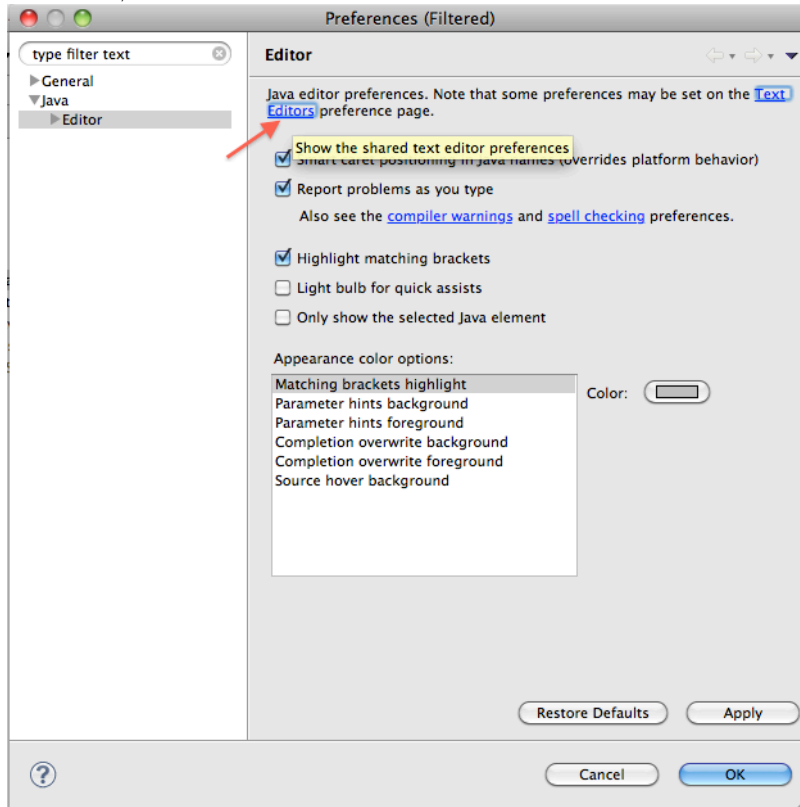 Preferences (Filtered)
type filter text
Editor
General
Java
Editor
Java editor preferences. Note that some preferences may be set on the Text
Editors preference page.
Show the shared text editor preferences
Smart caret positioning in Java names (overrides platform behavior)
Report problems as you type
Also see the compiler warnings and spell checking preferences.
Highlight matching brackets
Light bulb for quick assists
Only show the selected Java element
Appearance color options:
Matching brackets highlight
Parameter hints background
Parameter hints foreground
Completion overwrite background
Completion overwrite foreground
Source hover background
Color:
Restore Defaults
Apply
?
Cancel
OK